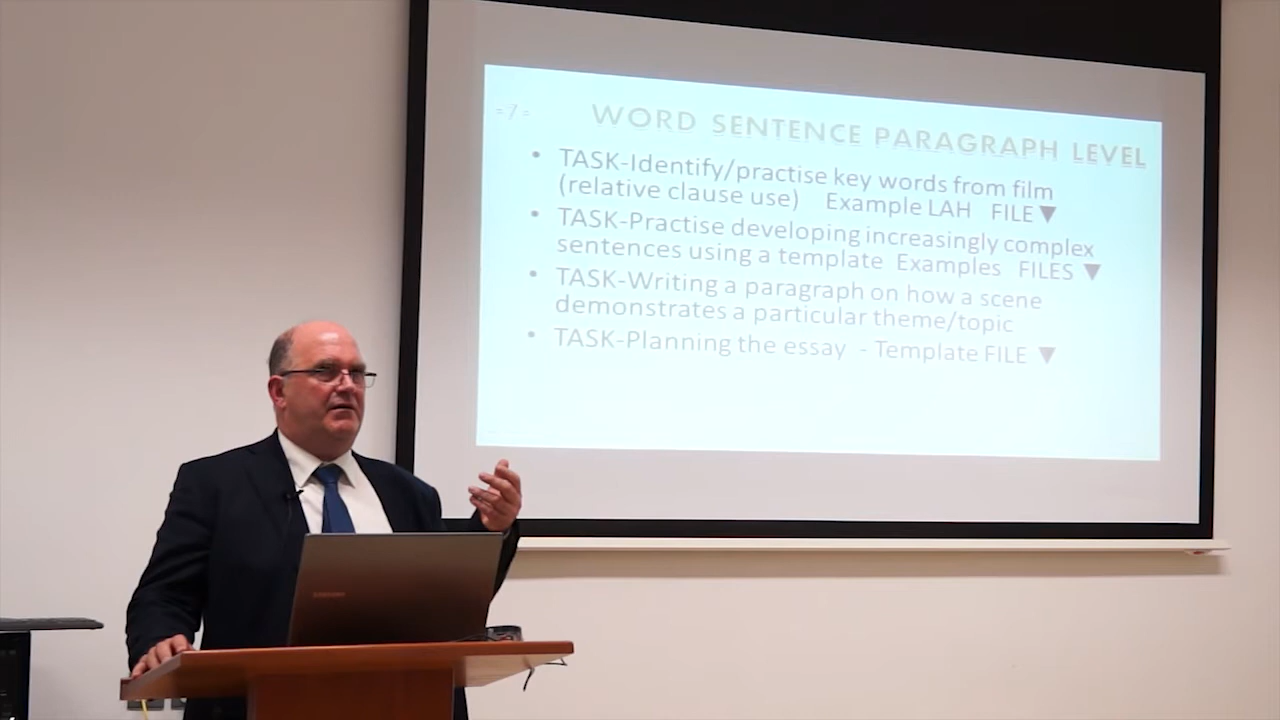 =7=
WORD SENTENCE PARAGRAPH LEVEL
• TASK-Identify/practise key words from film
(relative clause use) Example LAH FILE ▼
• TASK-Practise developing increasingly complex
sentences using a template Examples FILES ▼
• TASK-Writing a paragraph on how a scene
demonstrates a particular theme/topic
• TASK-Planning the essay - Template FILE ▼
SAMSUNG